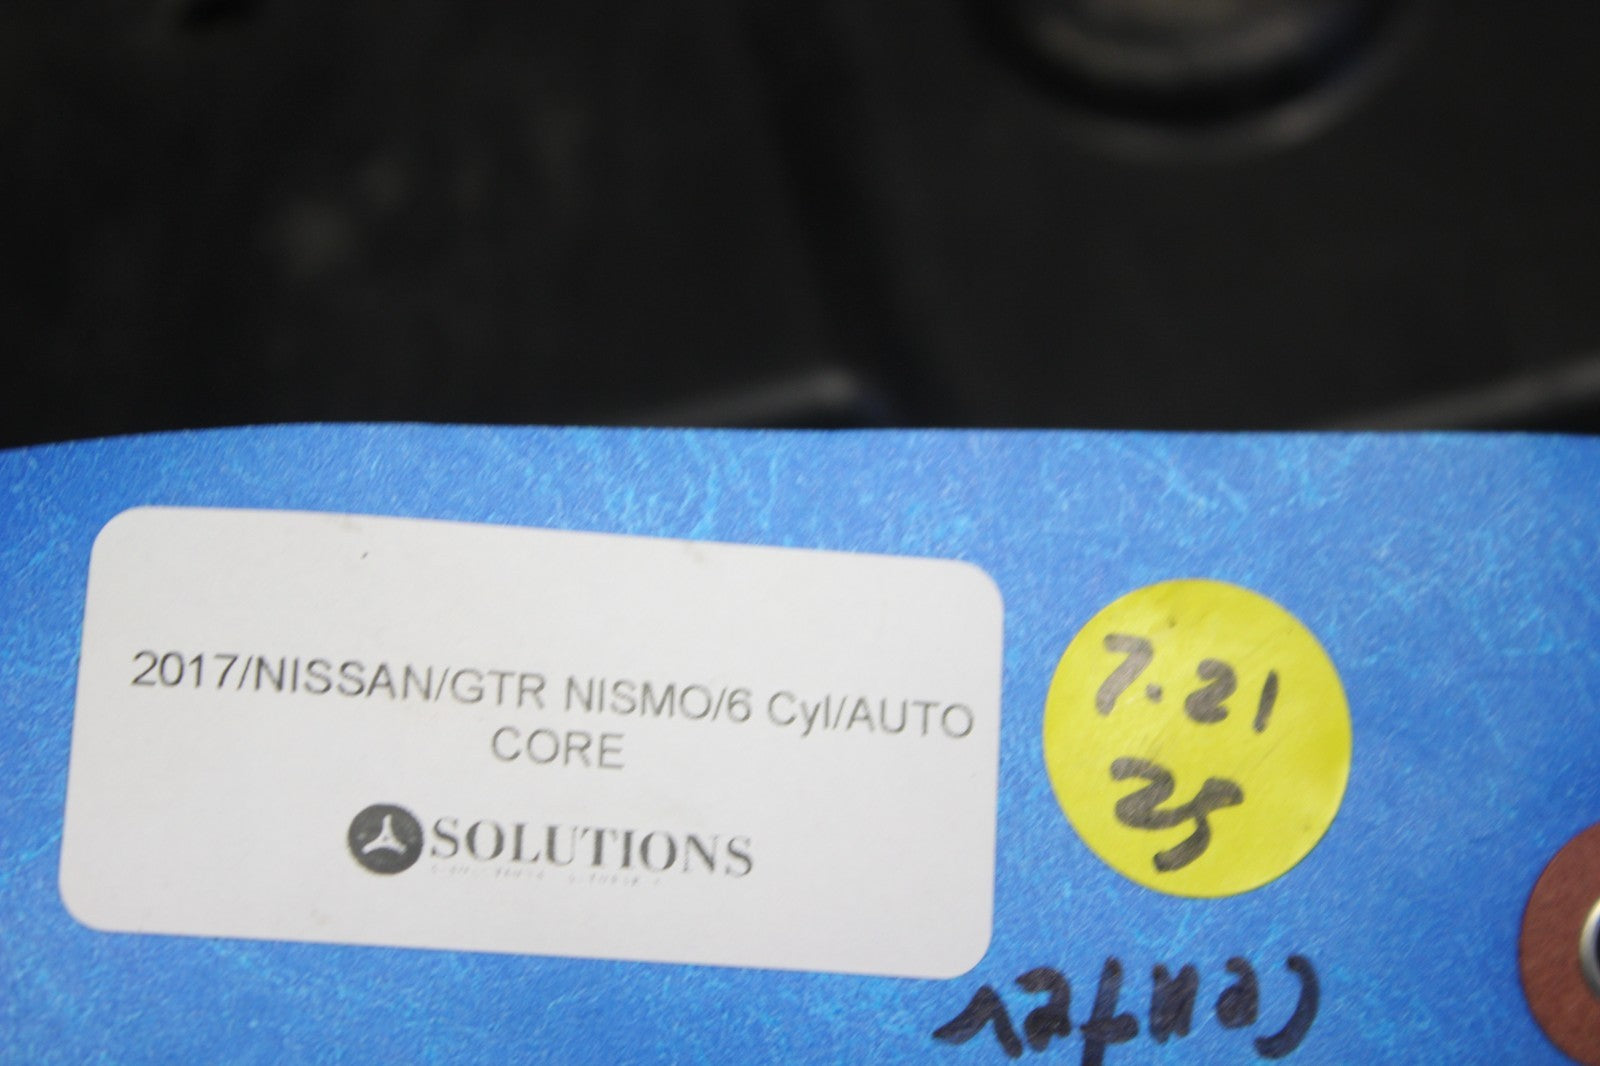 2017/NISSAN/GTR NISMO/6 Cyl/AUTO
CORE
SOLUTIONS
7.21
25
Center